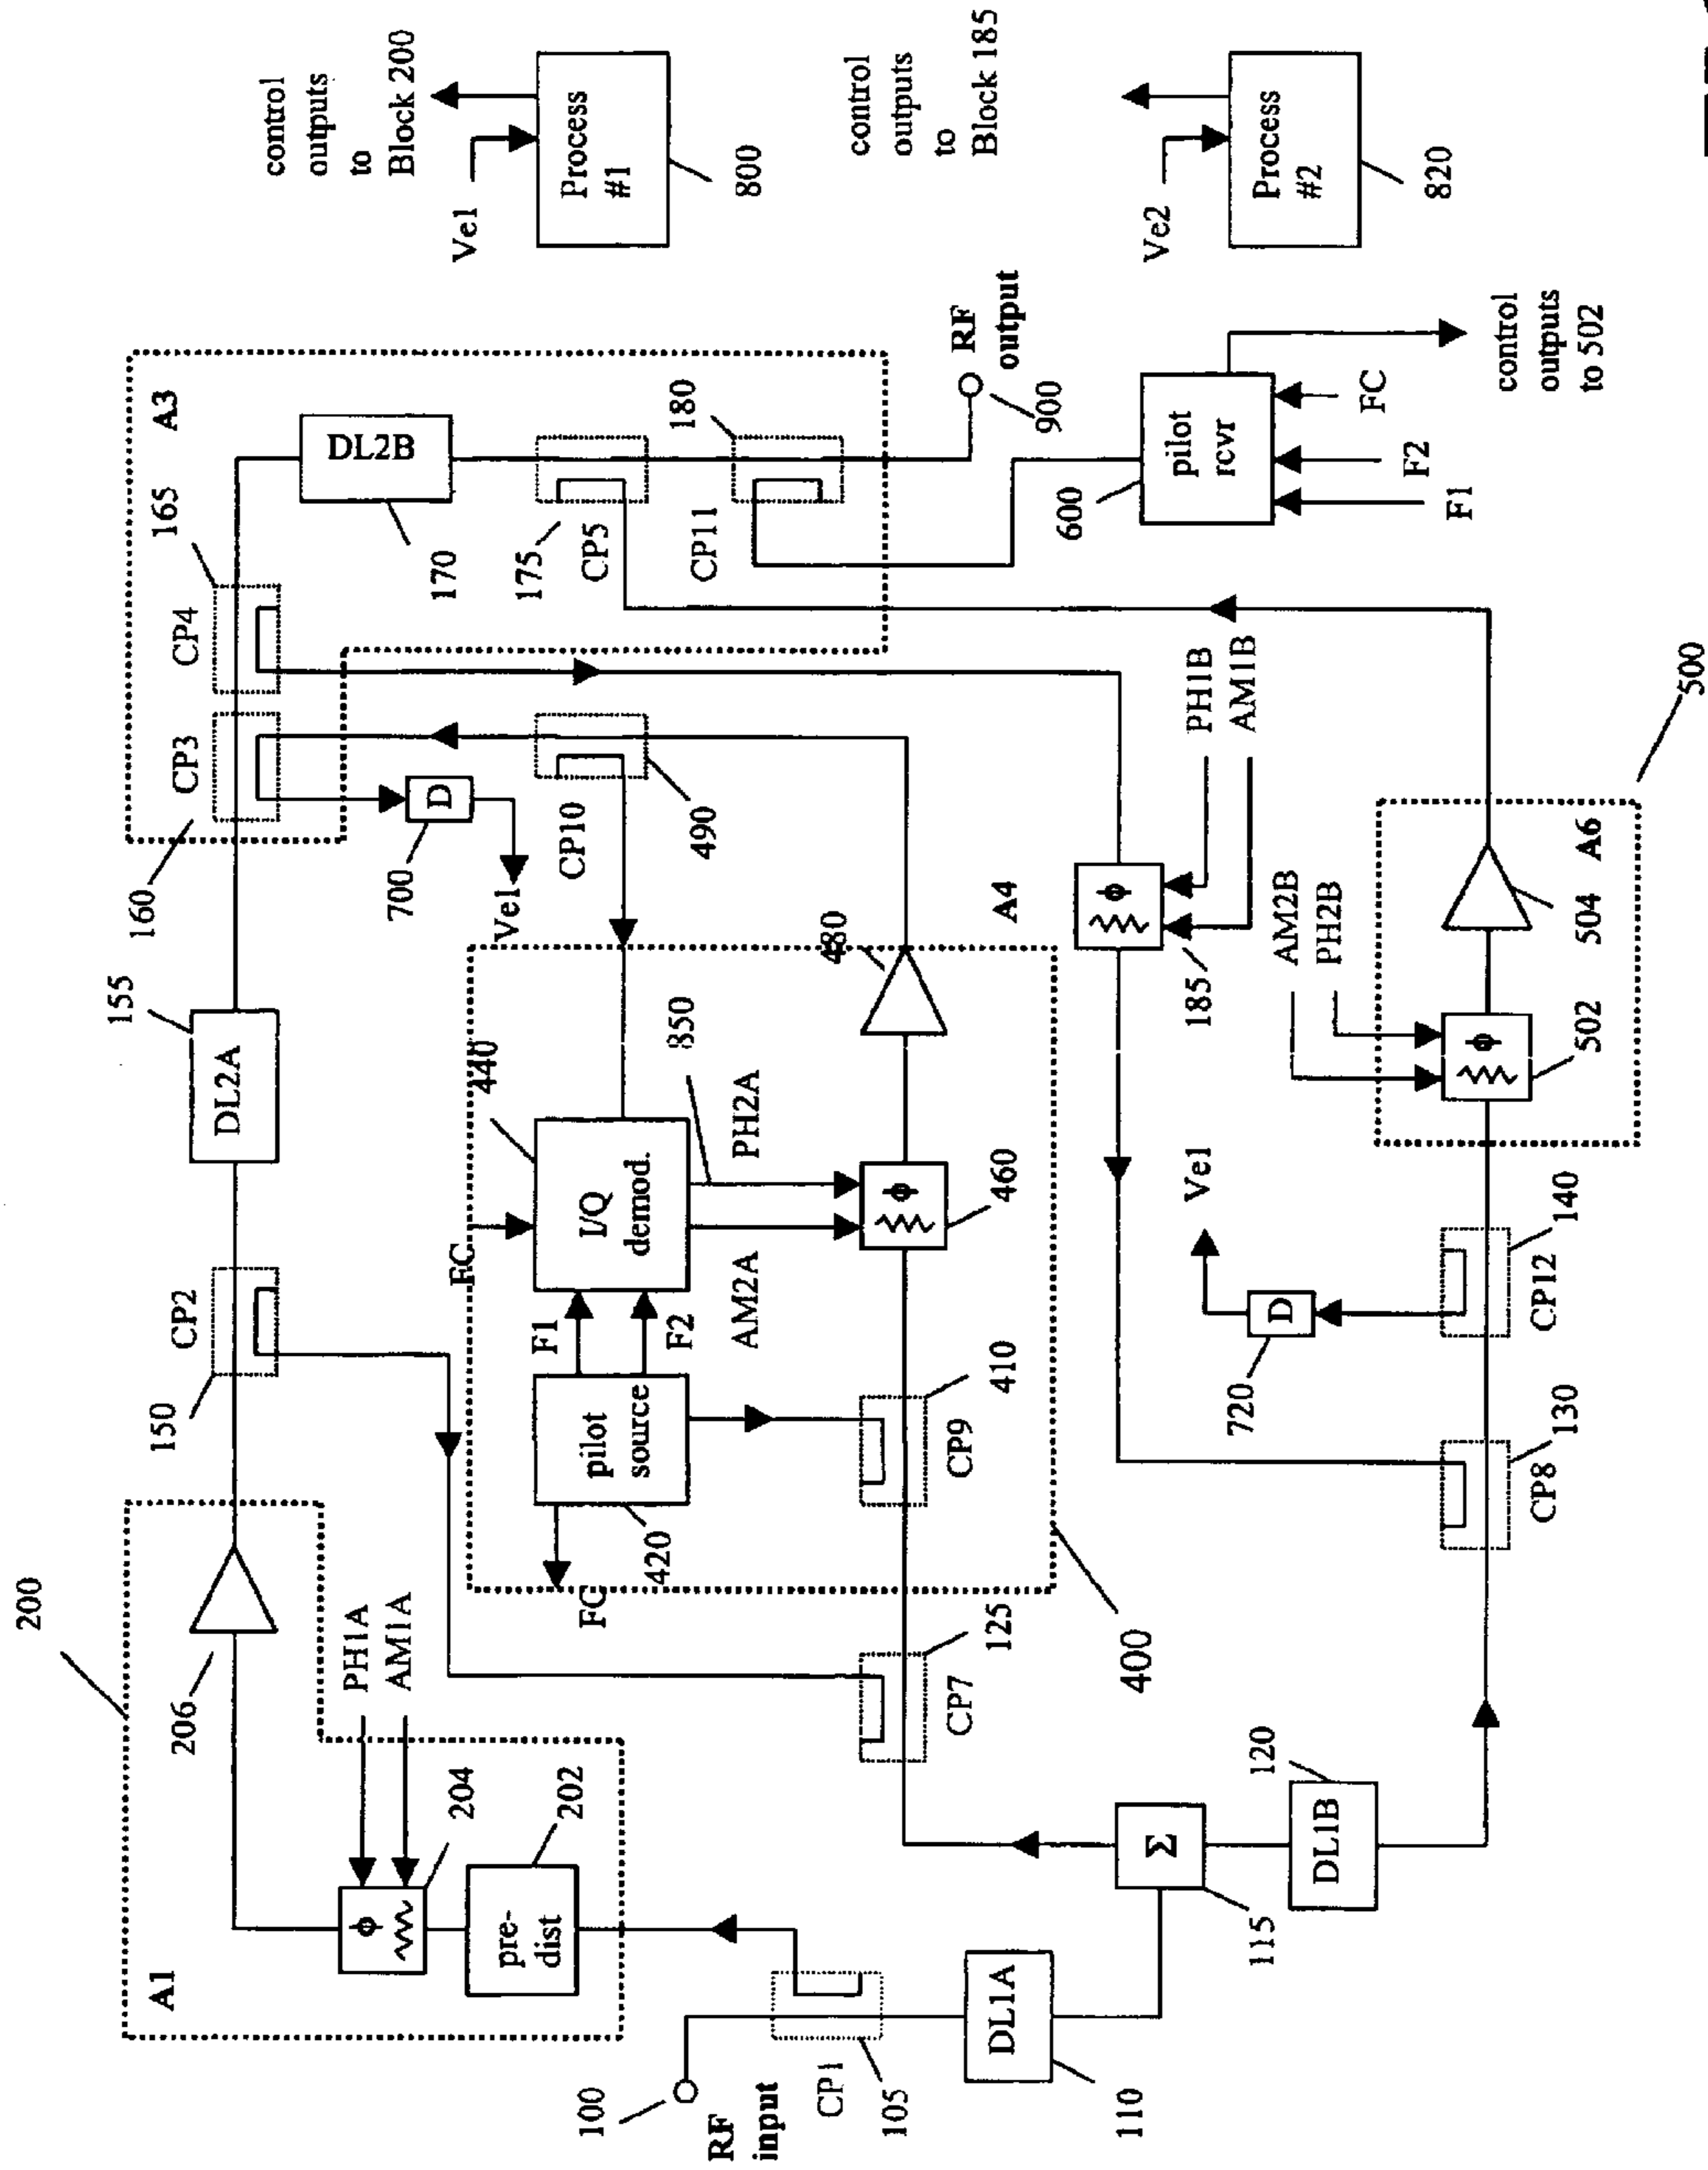 control
outputs
to
Block 200
Ve1
Process
#1
800
control
outputs
to
Block 185
Ve2
Process
#2
820
A3
165
CP4
CP3
160
DL2B
170
175
CP5
180
CP11
RF
output
900
pilot
rcvr
600
FC
F2
F1
control
outputs
to 502
155
DL2A
D
700
Ve1
CP10
490
CP2
150
440
FC
I/Q
demod.
850
PH2A
AM2A
F1
F2
pilot
source
420
FC
480
A4
ϕ
460
410
CP9
400
125
CP7
PH1B
AM1B
ϕ
185
500
A6
AM2B
PH2B
504
ϕ
502
Ve1
D
720
140
CP12
130
CP8
200
206
PH1A
AM1A
ϕ
204
pre-
dist
202
A1
100
RF
input
CP1
105
DL1A
110
Σ
115
DL1B
120